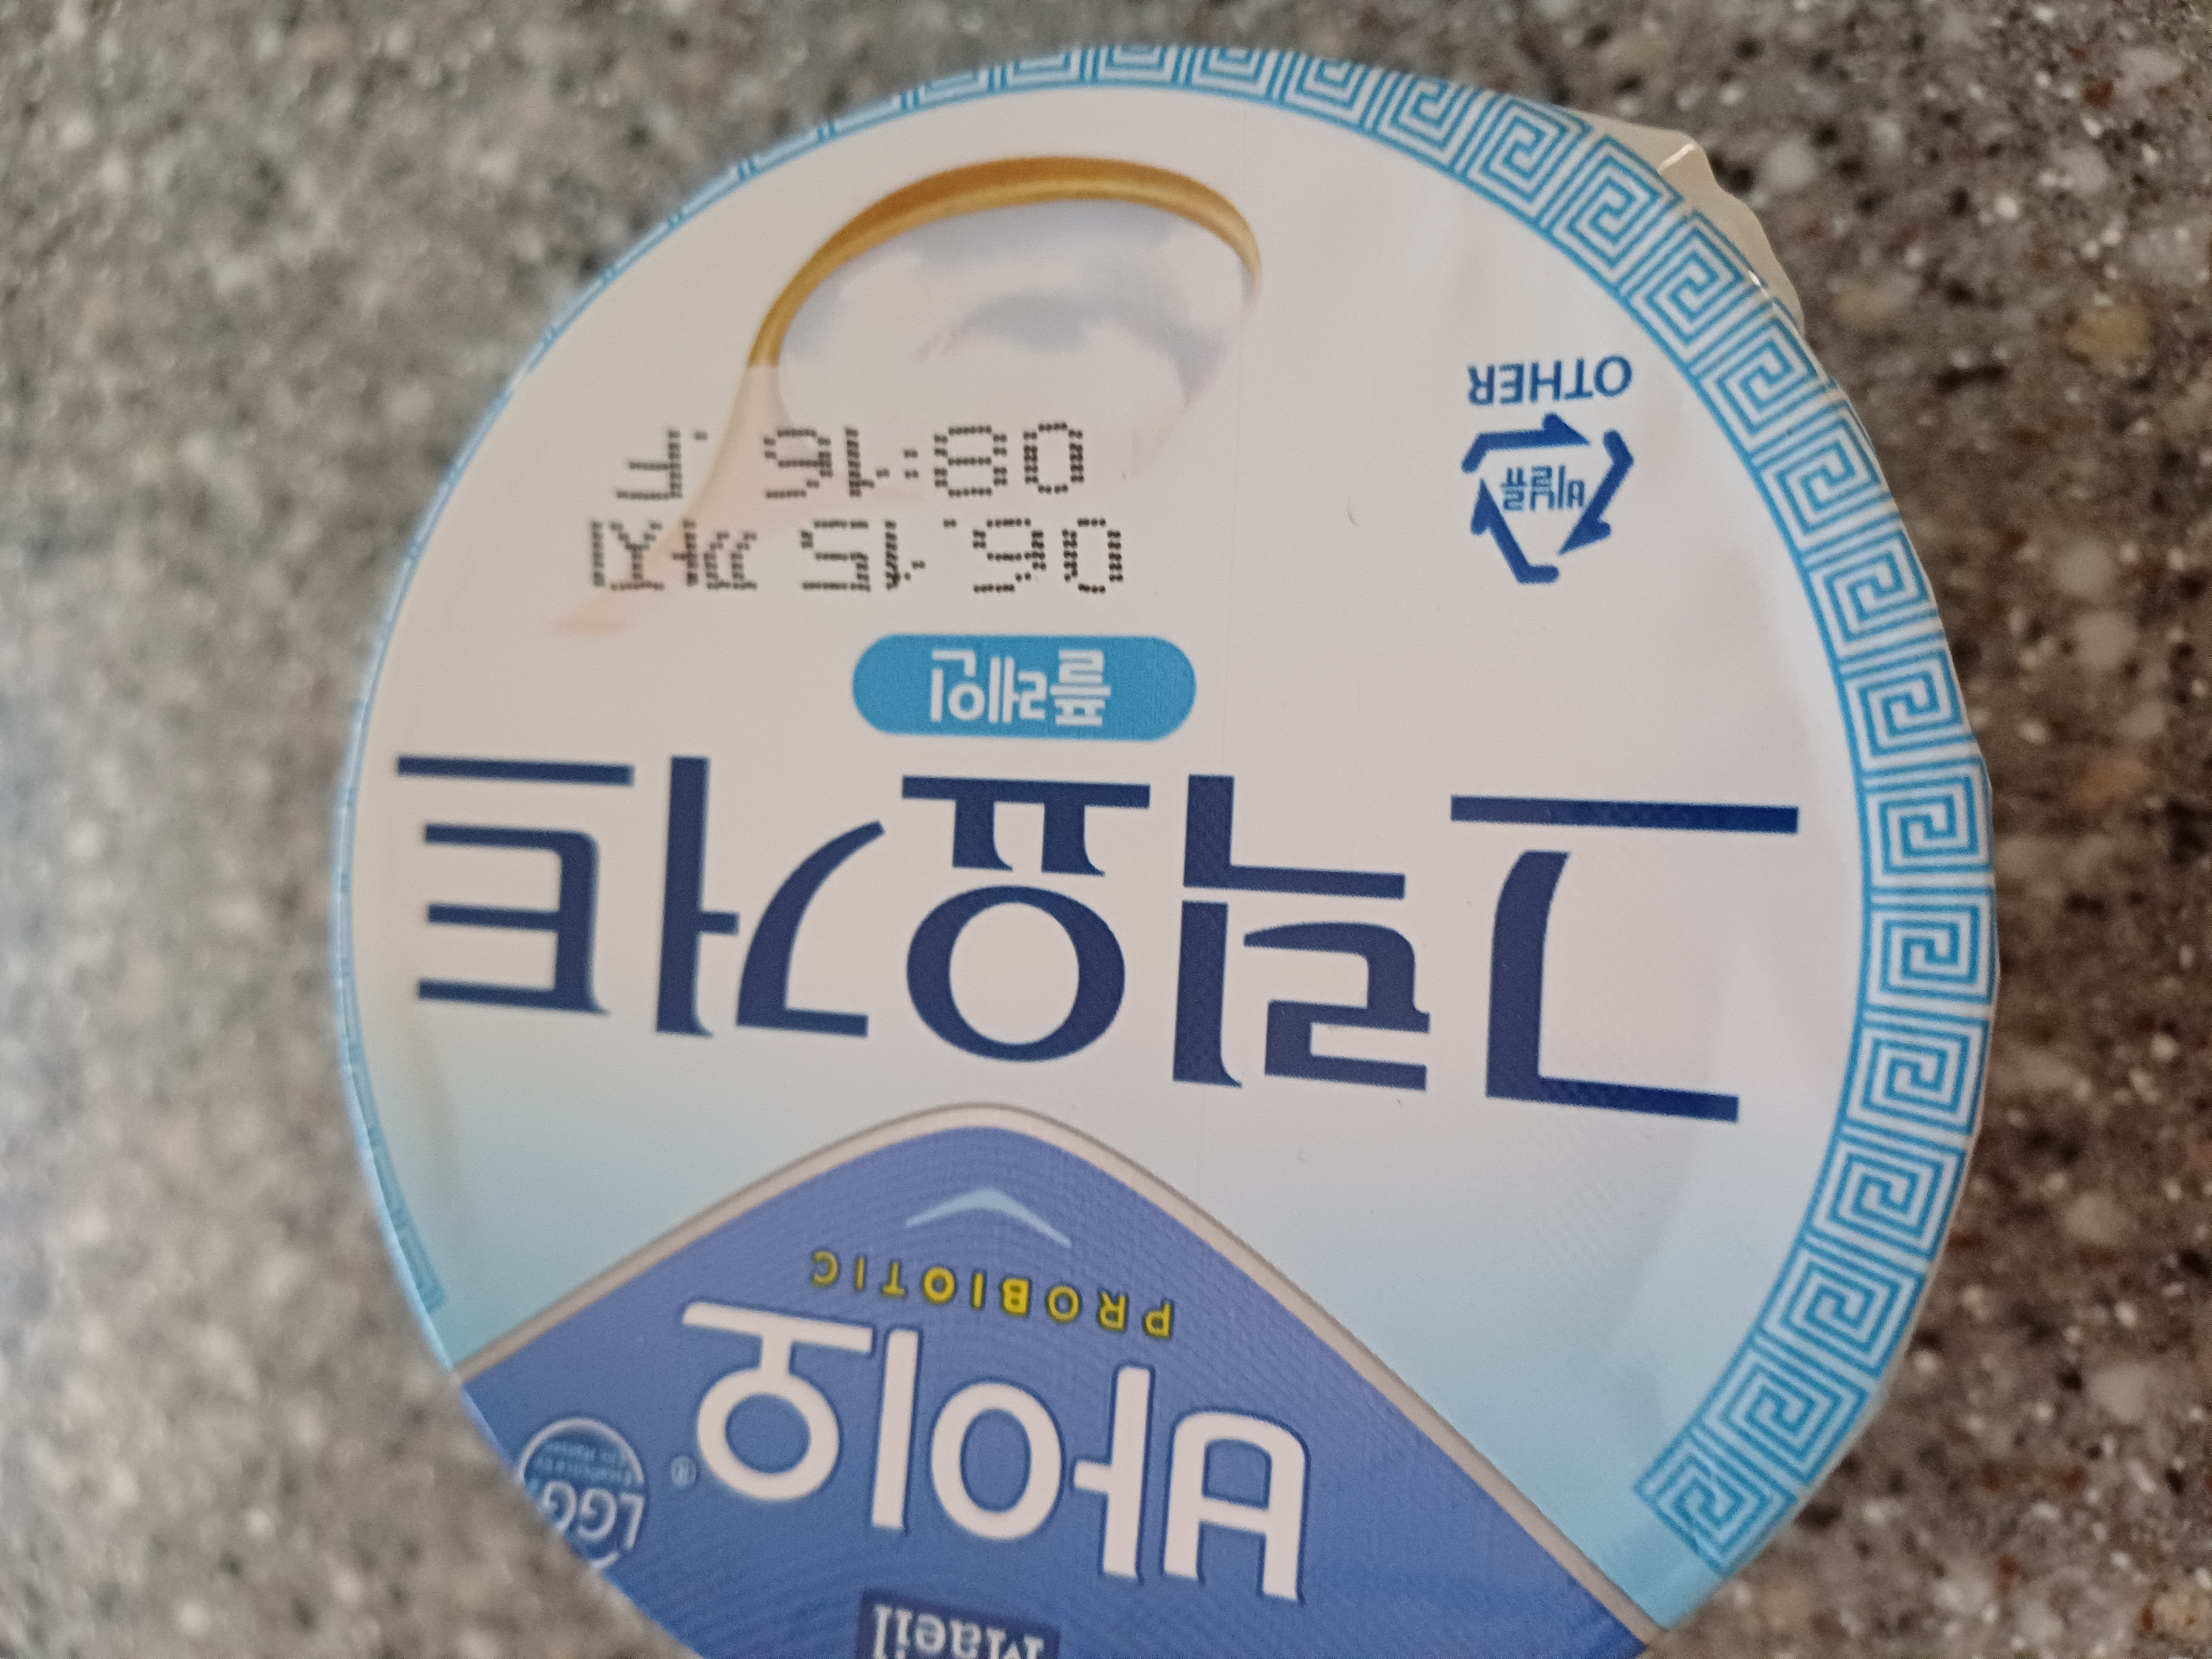 Maeil
LGG
바이오®
PROBIOTIC
그릭요거트
플레인
06.15 까지
08:16 .F
비닐류
OTHER